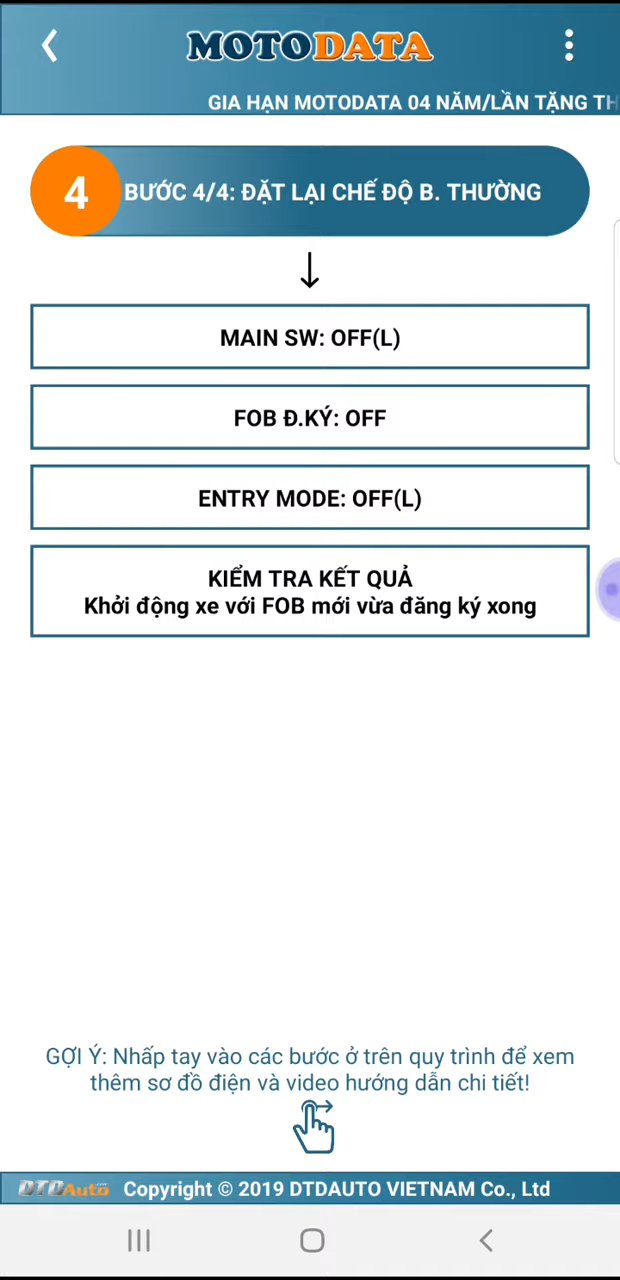 MOTODATA
GIA HẠN MOTODATA 04 NĂM/LẦN TẶNG TH
4
BƯỚC 4/4: ĐẶT LẠI CHẾ ĐỘ B. THƯỜNG
MAIN SW: OFF(L)
FOB Đ.KÝ: OFF
ENTRY MODE: OFF(L)
KIỂM TRA KẾT QUẢ
Khởi động xe với FOB mới vừa đăng ký xong
GỢI Ý: Nhấp tay vào các bước ở trên quy trình để xem
thêm sơ đồ điện và video hướng dẫn chi tiết!
DTDAuto Copyright © 2019 DTDAUTO VIETNAM Co., Ltd